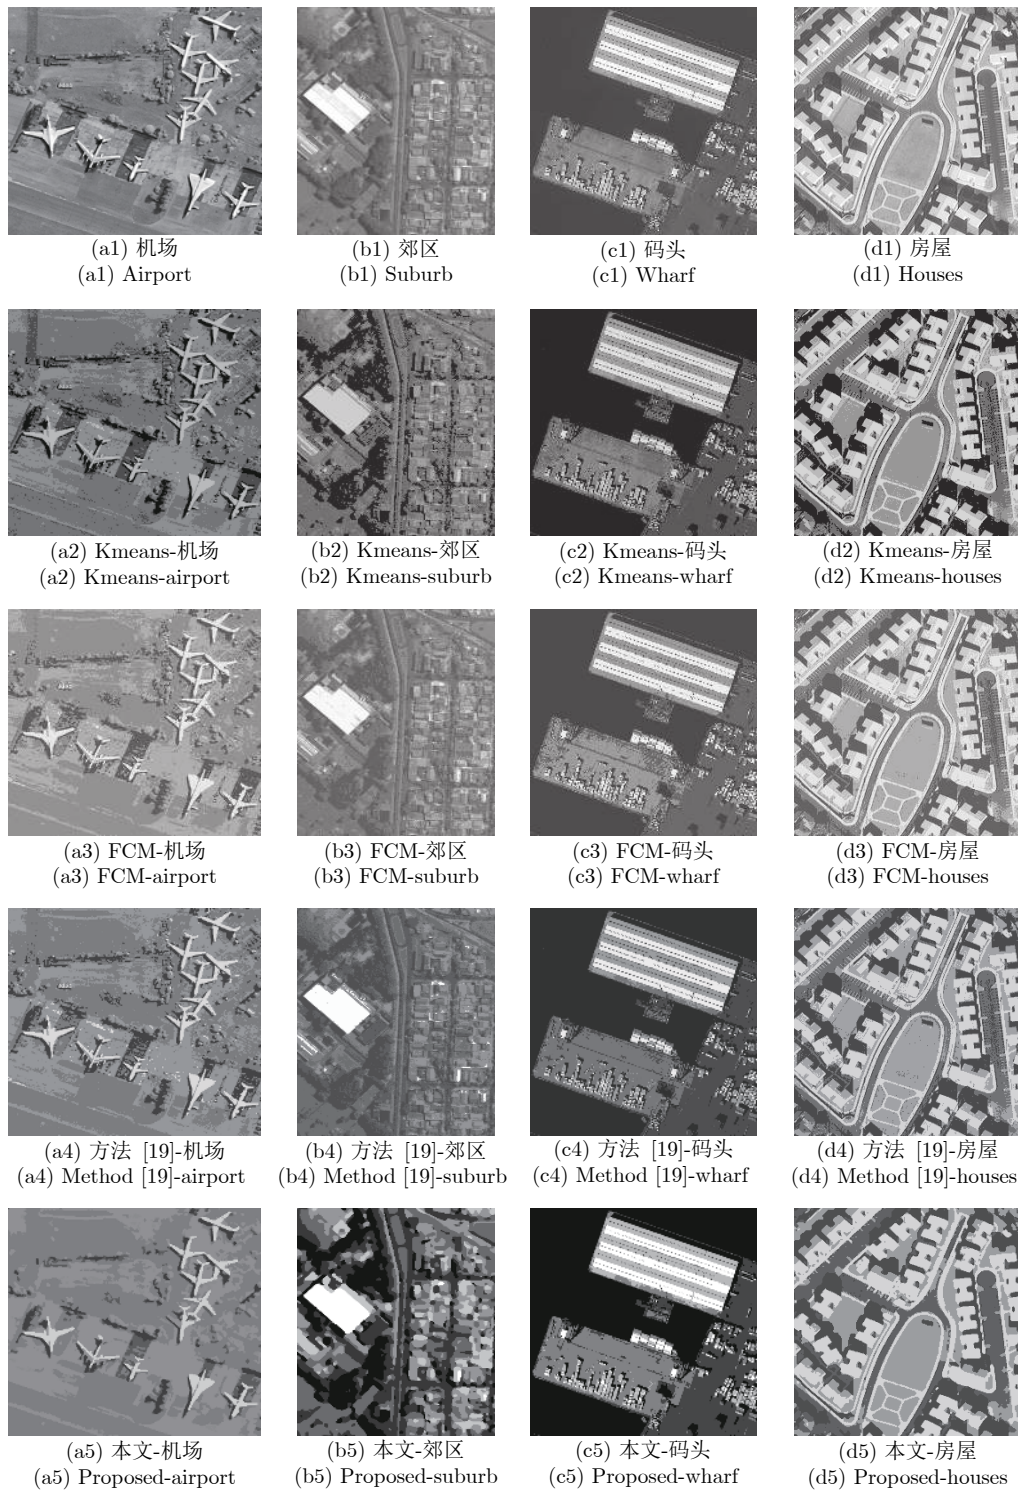 (a1) 机场
(a1) Airport
(b1) 郊区
(b1) Suburb
(c1) 码头
(c1) Wharf
(d1) 房屋
(d1) Houses
(a2) Kmeans-机场
(a2) Kmeans-airport
(b2) Kmeans-郊区
(b2) Kmeans-suburb
(c2) Kmeans-码头
(c2) Kmeans-wharf
(d2) Kmeans-房屋
(d2) Kmeans-houses
(a3) FCM-机场
(a3) FCM-airport
(b3) FCM-郊区
(b3) FCM-suburb
(c3) FCM-码头
(c3) FCM-wharf
(d3) FCM-房屋
(d3) FCM-houses
(a4) 方法 [19]-机场
(a4) Method [19]-airport
(b4) 方法 [19]-郊区
(b4) Method [19]-suburb
(c4) 方法 [19]-码头
(c4) Method [19]-wharf
(d4) 方法 [19]-房屋
(d4) Method [19]-houses
(a5) 本文-机场
(a5) Proposed-airport
(b5) 本文-郊区
(b5) Proposed-suburb
(c5) 本文-码头
(c5) Proposed-wharf
(d5) 本文-房屋
(d5) Proposed-houses